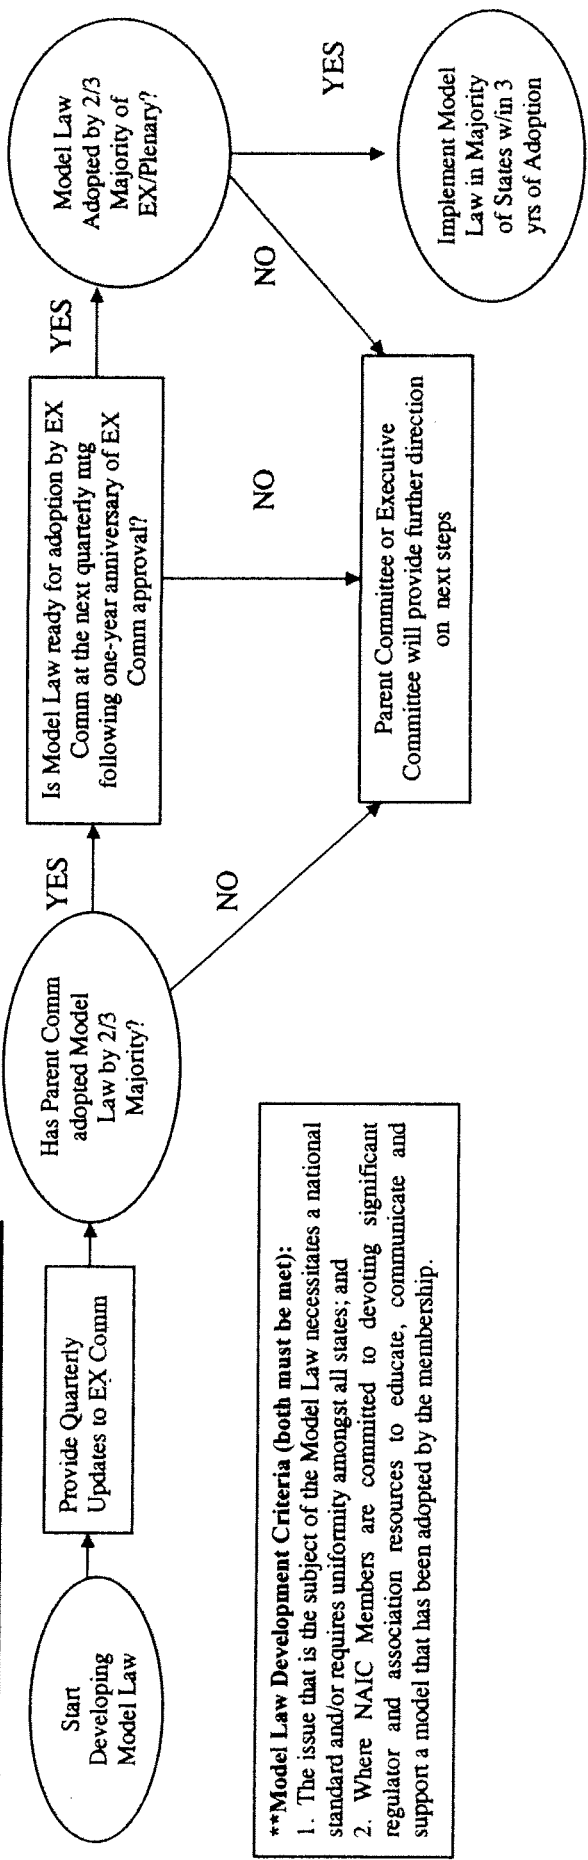 Start
Developing
Model Law
Provide Quarterly
Updates to EX Comm
Has Parent Comm
adopted Model
Law by 2/3
Majority?
YES
Is Model Law ready for adoption by EX
Comm at the next quarterly mtg
following one-year anniversary of EX
Comm approval?
YES
Model Law
Adopted by 2/3
Majority of
EX/Plenary?
NO
NO
NO
YES
Parent Committee or Executive
Committee will provide further direction
on next steps
Implement Model
Law in Majority
of States w/in 3
yrs of Adoption
**Model Law Development Criteria (both must be met):
1. The issue that is the subject of the Model Law necessitates a national
standard and/or requires uniformity amongst all states; and
2. Where NAIC Members are committed to devoting significant
regulator and association resources to educate, communicate and
support a model that has been adopted by the membership.